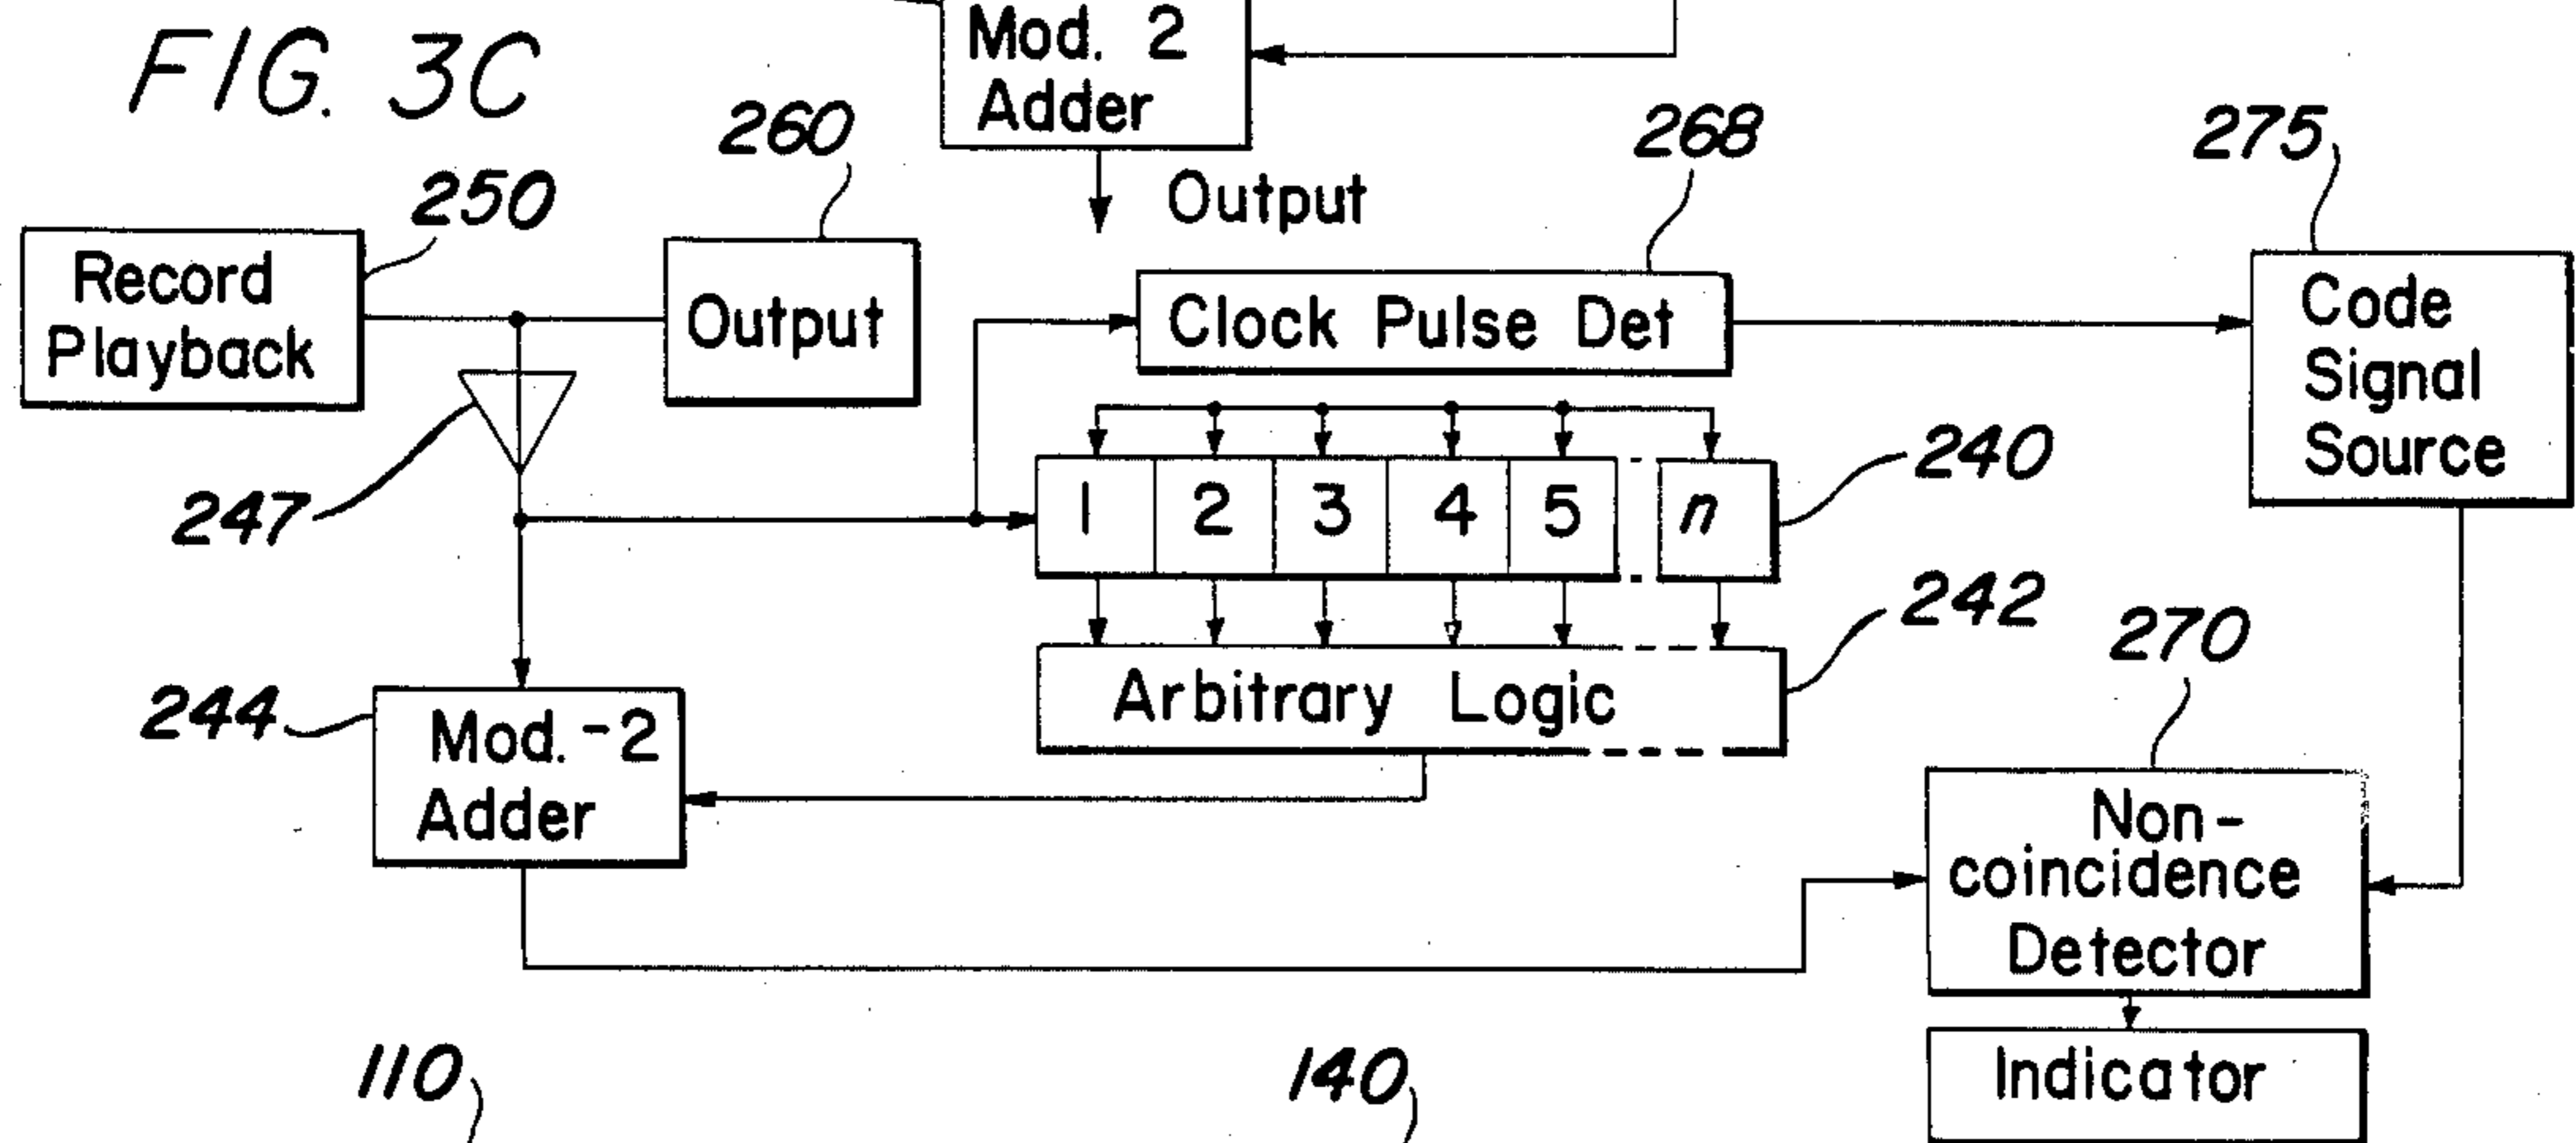 FIG. 3C
Mod. 2
Adder
Output
250
Record
Playback
260
Output
268
Clock Pulse Det
275
Code
Signal
Source
247
1 2 3 4 5 n
240
242
Arbitrary Logic
244
Mod.-2
Adder
270
Non-
coincidence
Detector
Indicator
110
140